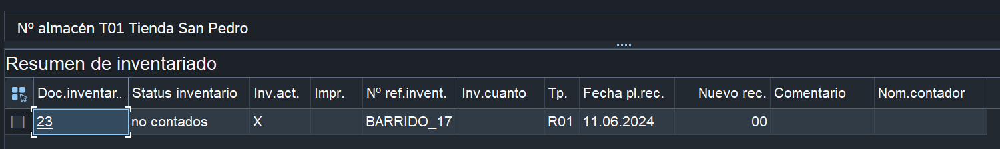 Nº almacén T01 Tienda San Pedro
Resumen de inventariado
Doc.inventar... Status inventario Inv.act. Impr. Nº ref.invent. Inv.cuanto Tp. Fecha pl.rec. Nuevo rec. Comentario Nom.contador
23 no contados X BARRIDO_17 R01 11.06.2024 00